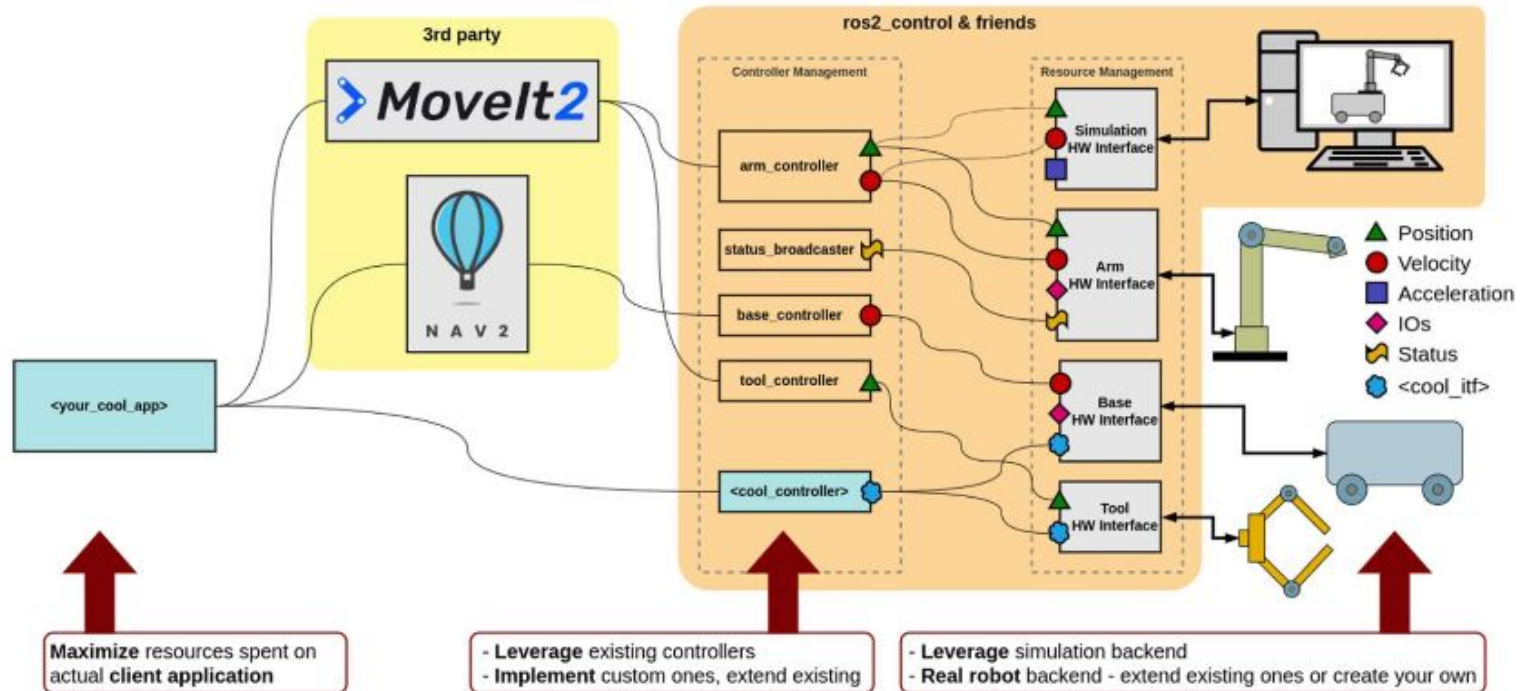 ros2_control & friends
3rd party
MoveIt2
NAV2
<your_cool_app>
Controller Management
arm_controller
status_broadcaster
base_controller
tool_controller
<cool_controller>
Resource Management
Simulation
HW Interface
Arm
HW Interface
Base
HW Interface
Tool
HW Interface
Position
Velocity
Acceleration
IOs
Status
<cool_itf>
Maximize resources spent on
actual client application
- Leverage existing controllers
- Implement custom ones, extend existing
- Leverage simulation backend
- Real robot backend - extend existing ones or create your own